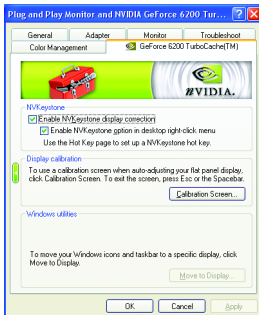 Plug and Play Monitor and NVIDIA GeForce 6200 Tur...
General Adapter Monitor Troubleshoot
Color Management GeForce 6200 TurboCache(TM)
NVIDIA.
NVKeystone
Enable NVKeystone display correction
Enable NVKeystone option in desktop right-click menu
Use the Hot Key page to set up a NVKeystone hot key.
Display calibration
To use a calibration screen when auto-adjusting your flat panel display, click Calibration Screen. To exit the screen, press Esc or the Spacebar.
Calibration Screen...
Windows utilities
To move your Windows icons and taskbar to a specific display, click Move to Display.
Move to Display...
OK Cancel Apply